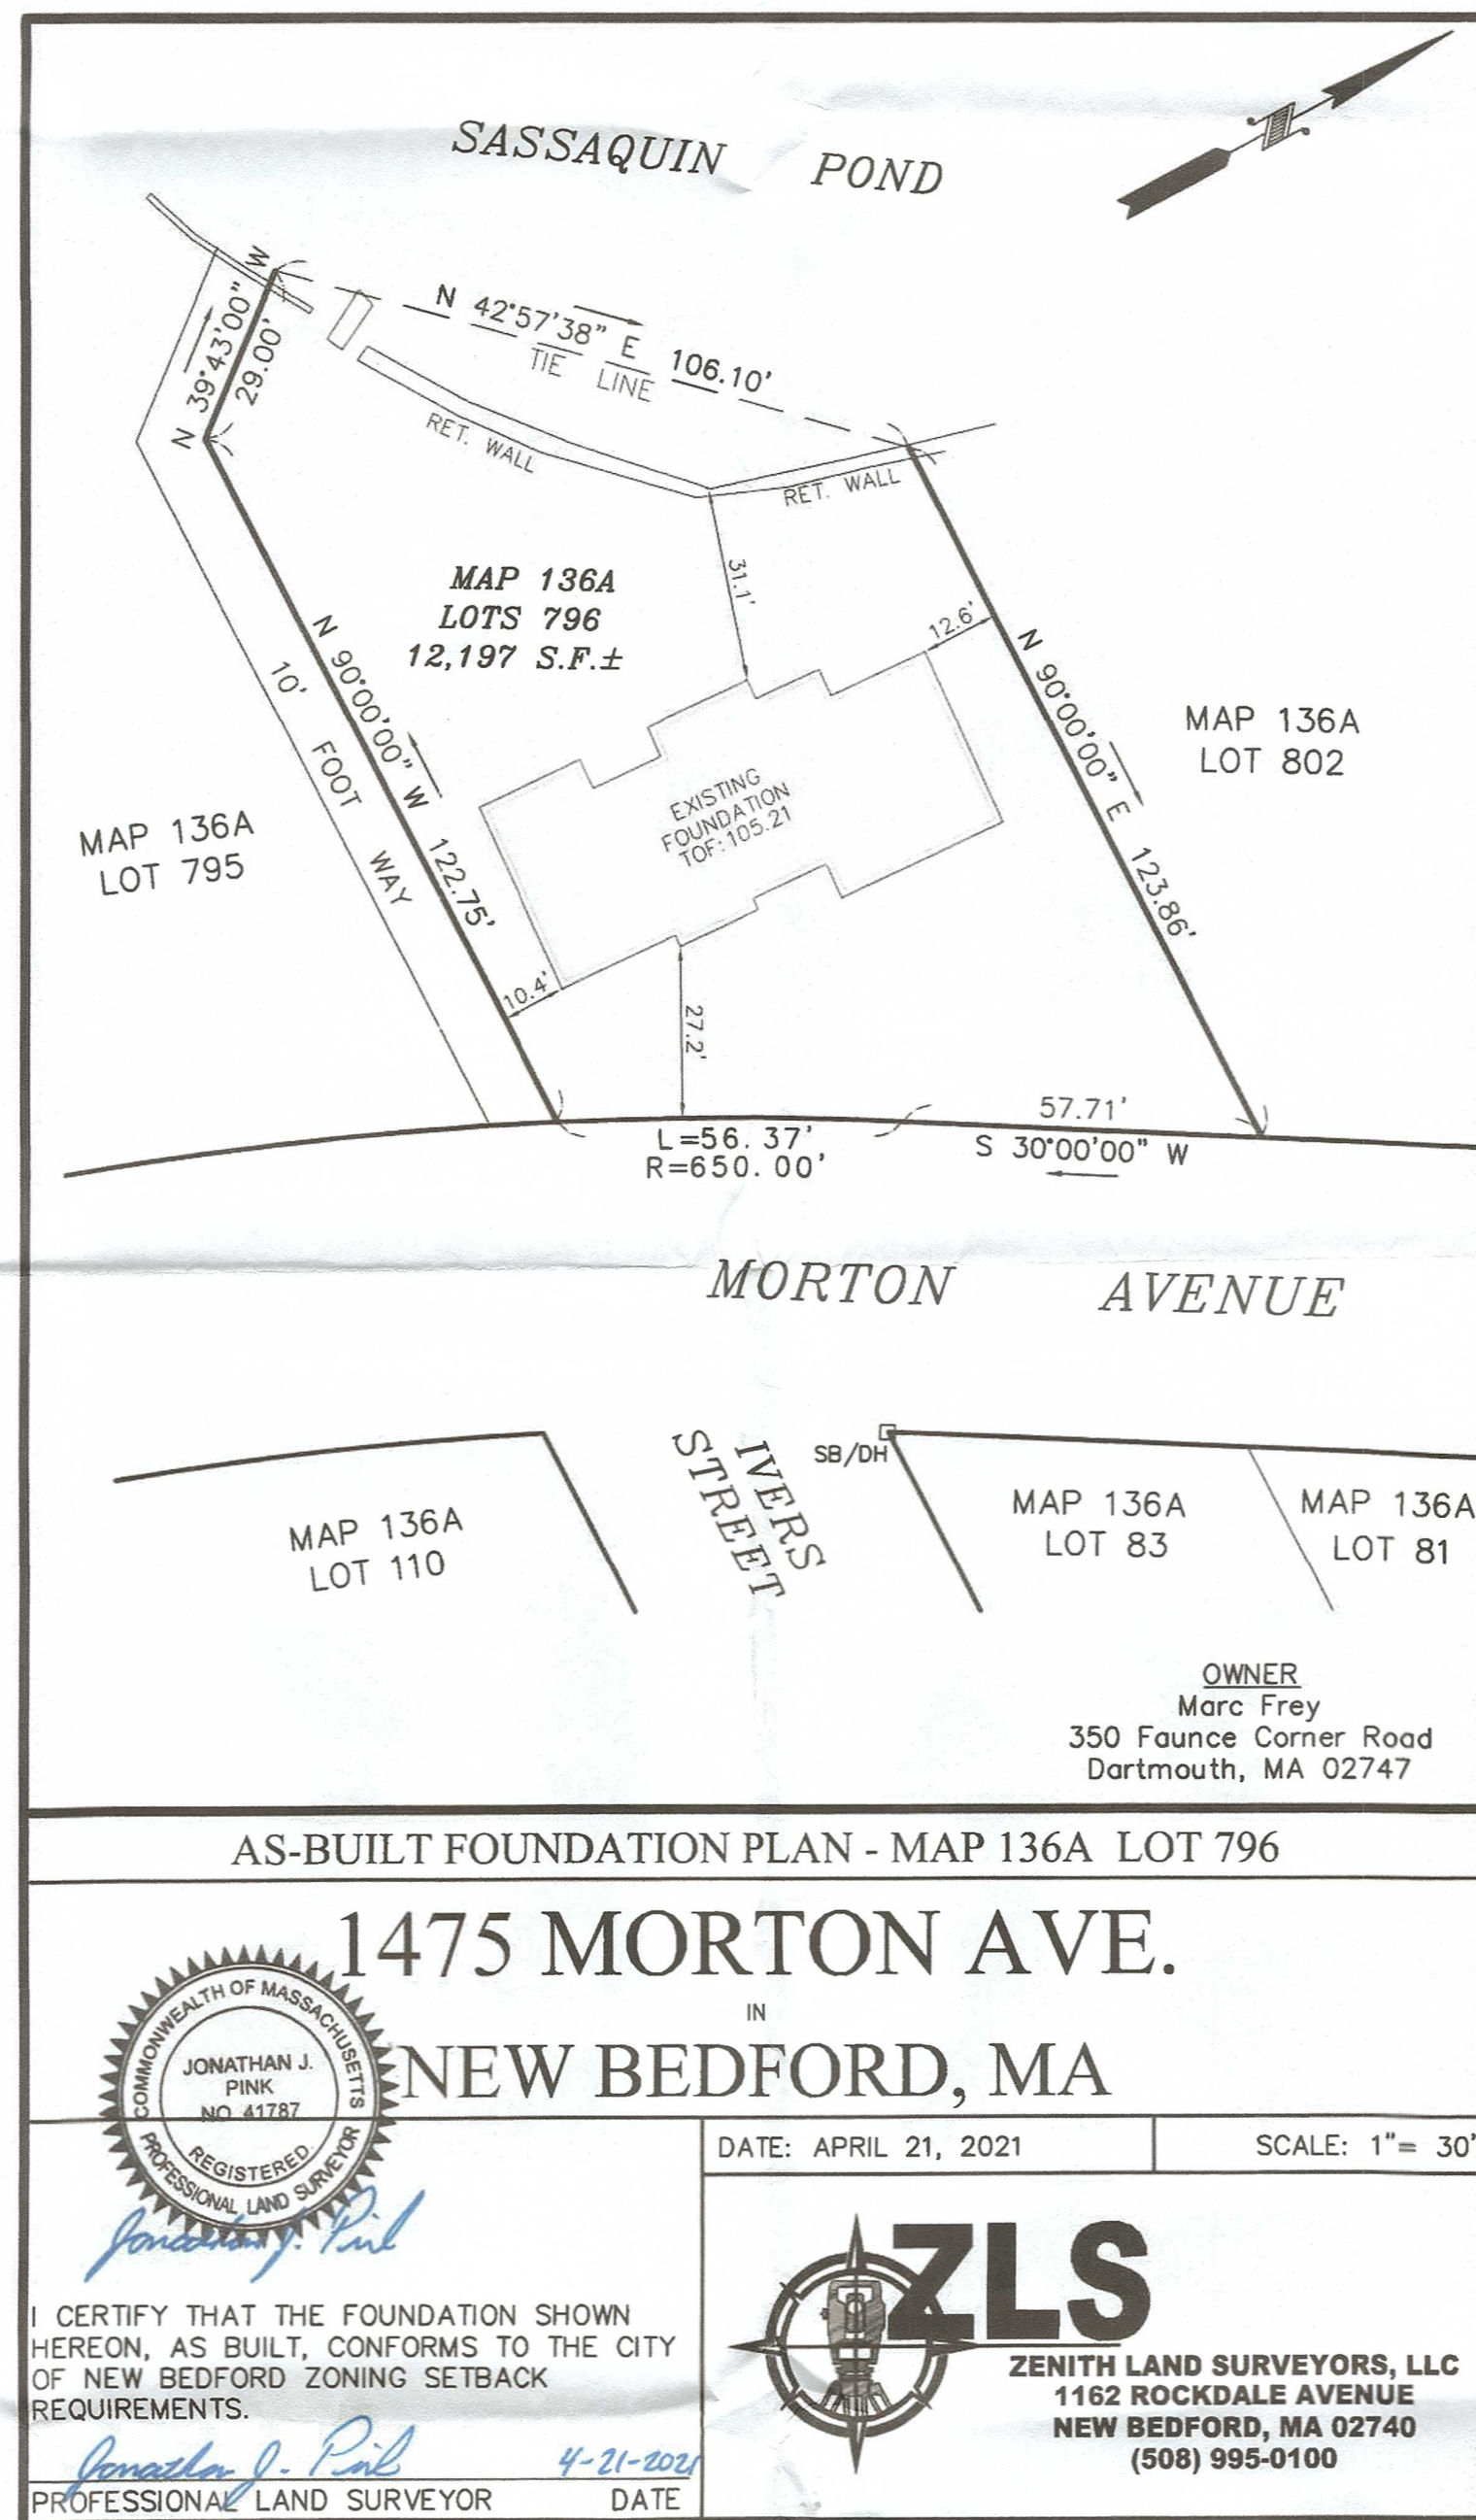 SASSAQUIN POND
N 39°43'00" W
29.00'
N 42°57'38" E 106.10'
TIE LINE
RET. WALL
RET. WALL
31.1'
12.6'
MAP 136A
LOTS 796
12,197 S.F.±
N 90°00'00" W 122.75'
10' FOOT WAY
N 90°00'00" E 123.86'
MAP 136A
LOT 802
MAP 136A
LOT 795
EXISTING
FOUNDATION
TOF: 105.21
10.4'
27.2'
L=56.37'
R=650.00'
57.71'
S 30°00'00" W
MORTON AVENUE
IVERS
STREET
SB/DH
MAP 136A
LOT 110
MAP 136A
LOT 83
MAP 136A
LOT 81
OWNER
Marc Frey
350 Faunce Corner Road
Dartmouth, MA 02747
AS-BUILT FOUNDATION PLAN - MAP 136A LOT 796
1475 MORTON AVE.
IN
NEW BEDFORD, MA
COMMONWEALTH OF MASSACHUSETTS
JONATHAN J.
PINK
NO 41787
REGISTERED
PROFESSIONAL LAND SURVEYOR
Jonathan J. Pink
DATE: APRIL 21, 2021
SCALE: 1"= 30'
I CERTIFY THAT THE FOUNDATION SHOWN
HEREON, AS BUILT, CONFORMS TO THE CITY
OF NEW BEDFORD ZONING SETBACK
REQUIREMENTS.
Jonathan J. Pink 4-21-2021
PROFESSIONAL LAND SURVEYOR DATE
ZLS
ZENITH LAND SURVEYORS, LLC
1162 ROCKDALE AVENUE
NEW BEDFORD, MA 02740
(508) 995-0100